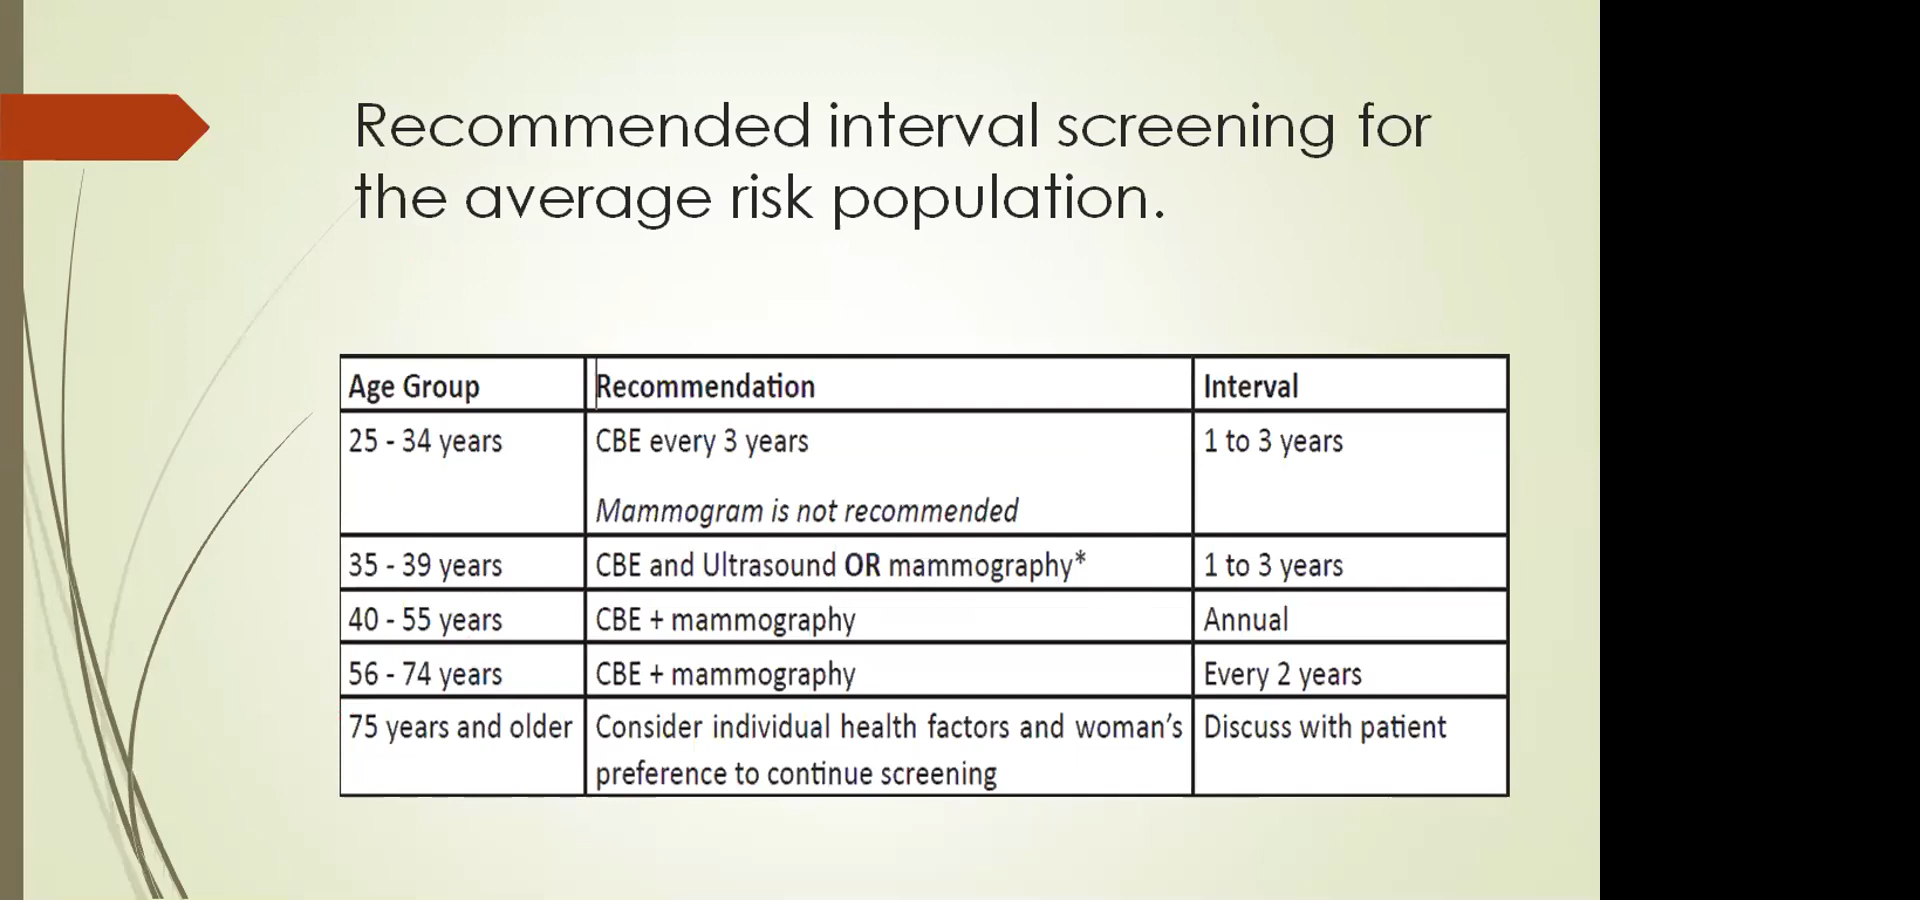 Recommended interval screening for
the average risk population.
Age Group Recommendation Interval
25 - 34 years CBE every 3 years 1 to 3 years
Mammogram is not recommended
35 - 39 years CBE and Ultrasound OR mammography* 1 to 3 years
40 - 55 years CBE + mammography Annual
56 - 74 years CBE + mammography Every 2 years
75 years and older Consider individual health factors and woman’s Discuss with patient
preference to continue screening